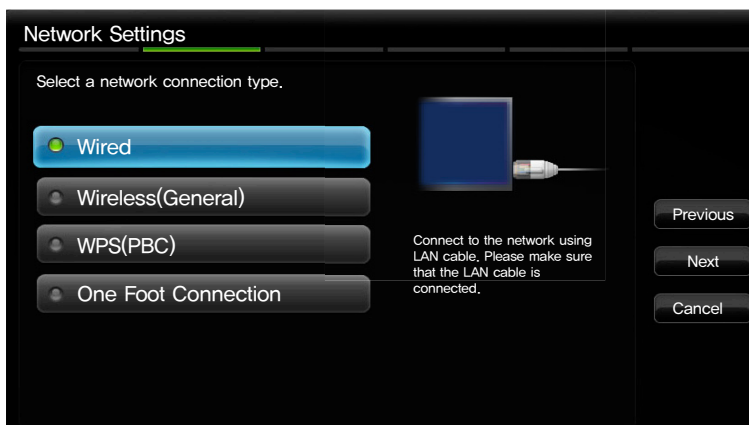 Network Settings
Select a network connection type.
Wired
Wireless(General)
WPS(PBC)
One Foot Connection
Connect to the network using
LAN cable. Please make sure
that the LAN cable is
connected.
Previous
Next
Cancel